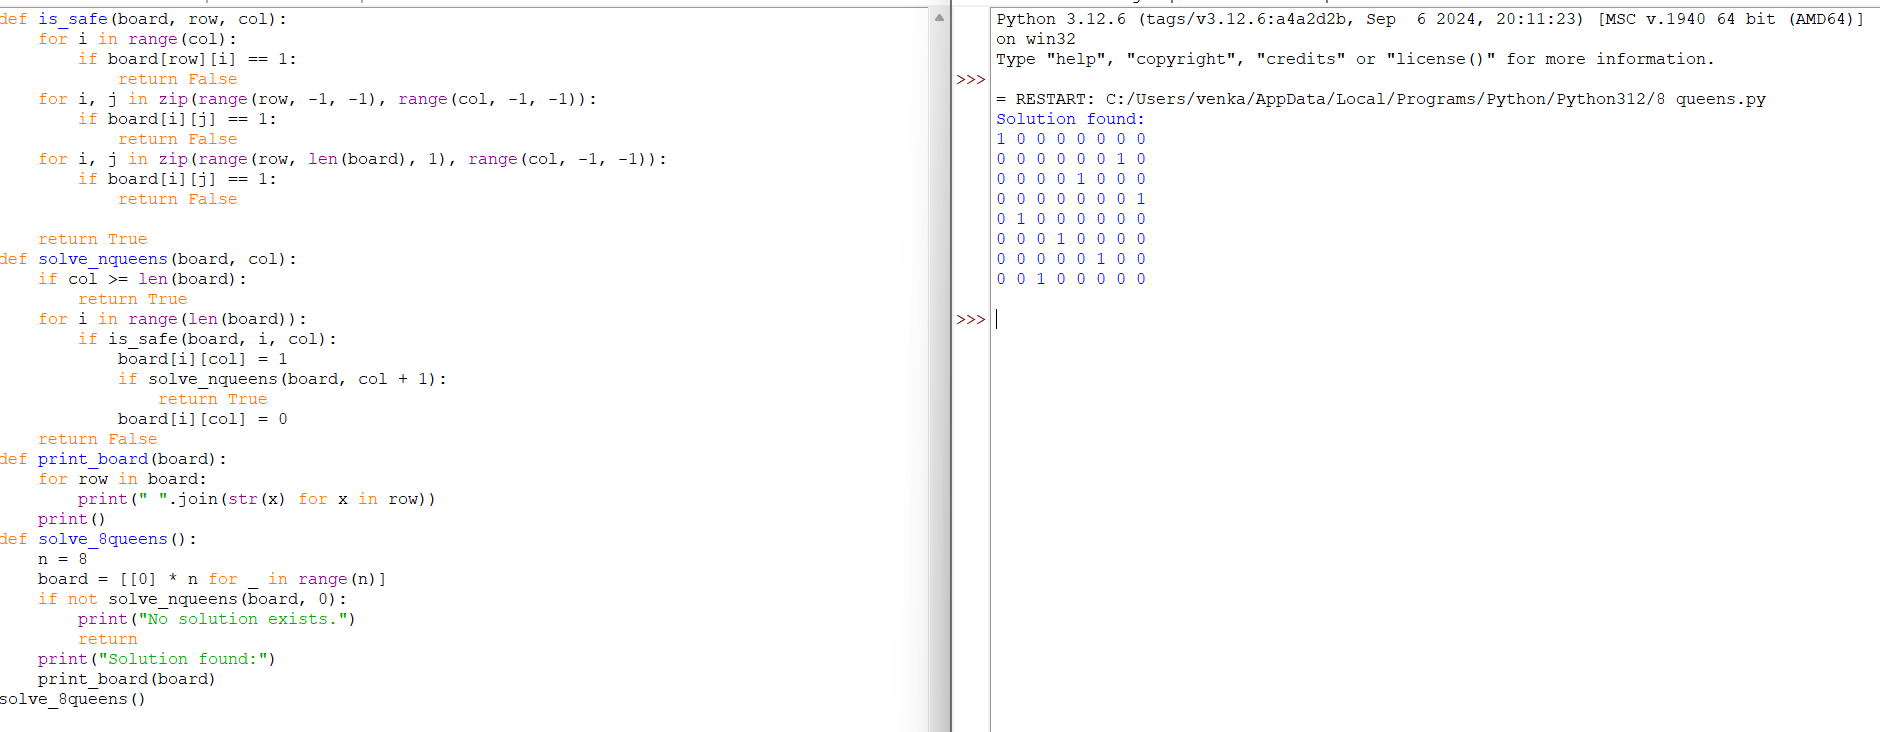 def is_safe(board, row, col):
    for i in range(col):
        if board[row][i] == 1:
            return False
    for i, j in zip(range(row, -1, -1), range(col, -1, -1)):
        if board[i][j] == 1:
            return False
    for i, j in zip(range(row, len(board), 1), range(col, -1, -1)):
        if board[i][j] == 1:
            return False

    return True
def solve_nqueens(board, col):
    if col >= len(board):
        return True
    for i in range(len(board)):
        if is_safe(board, i, col):
            board[i][col] = 1
            if solve_nqueens(board, col + 1):
                return True
            board[i][col] = 0
    return False
def print_board(board):
    for row in board:
        print(" ".join(str(x) for x in row))
    print()
def solve_8queens():
    n = 8
    board = [[0] * n for _ in range(n)]
    if not solve_nqueens(board, 0):
        print("No solution exists.")
        return
    print("Solution found:")
    print_board(board)
solve_8queens()
Python 3.12.6 (tags/v3.12.6:a4a2d2b, Sep  6 2024, 20:11:23) [MSC v.1940 64 bit (AMD64)]
on win32
Type "help", "copyright", "credits" or "license()" for more information.
>>>
= RESTART: C:/Users/venka/AppData/Local/Programs/Python/Python312/8 queens.py
Solution found:
1 0 0 0 0 0 0 0
0 0 0 0 0 0 1 0
0 0 0 0 1 0 0 0
0 0 0 0 0 0 0 1
0 1 0 0 0 0 0 0
0 0 0 1 0 0 0 0
0 0 0 0 0 1 0 0
0 0 1 0 0 0 0 0

>>>